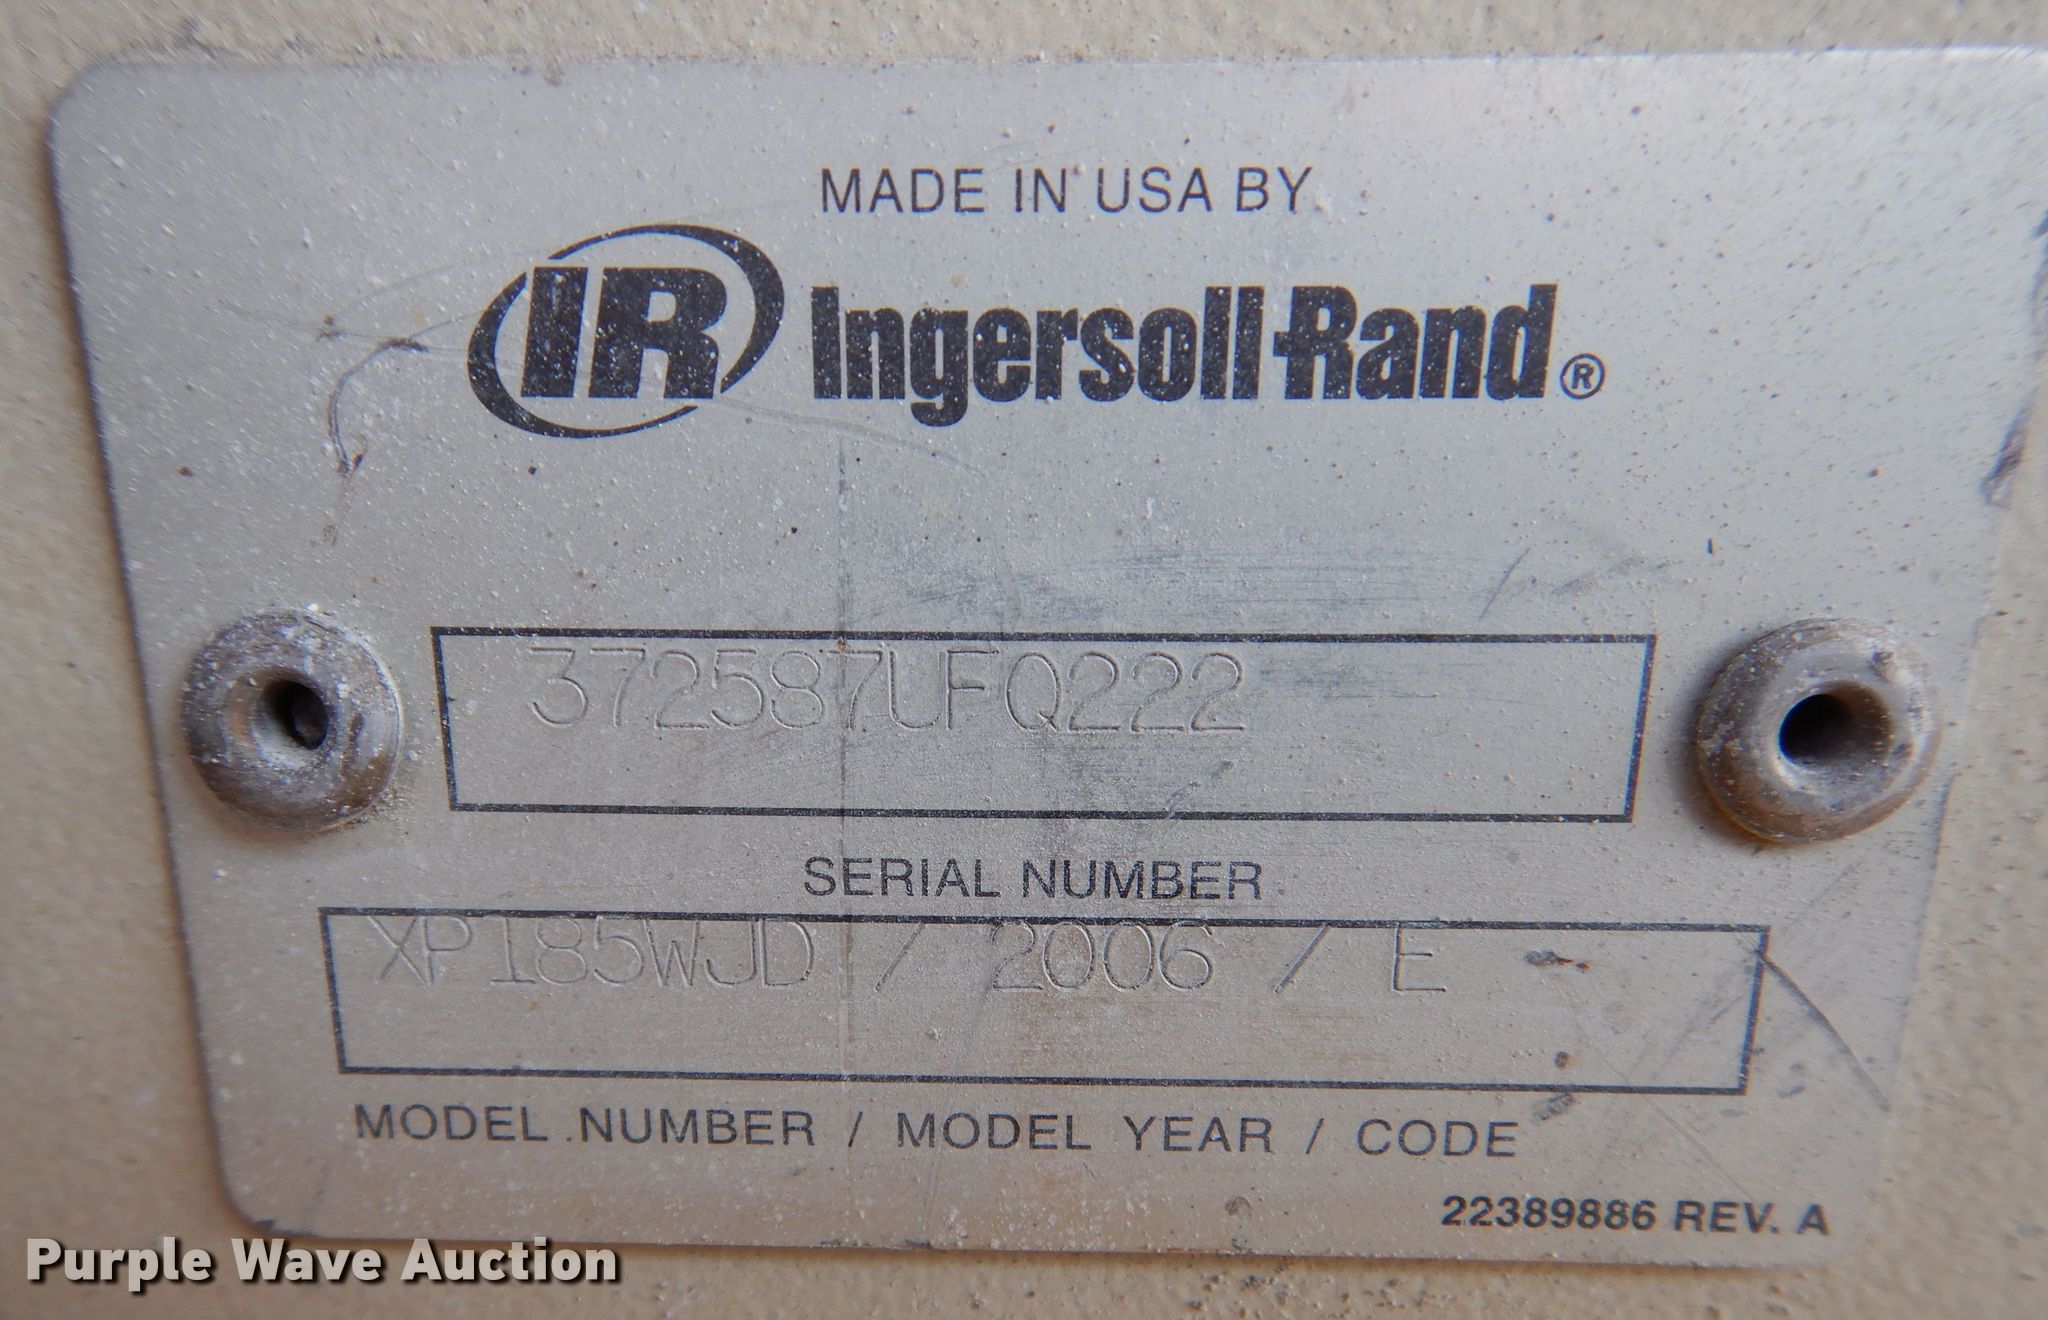 MADE IN USA BY
IR Ingersoll-Rand®
372587UFQ222
SERIAL NUMBER
XP185WJD / 2006 / E
MODEL NUMBER / MODEL YEAR / CODE
22389886 REV. A
Purple Wave Auction